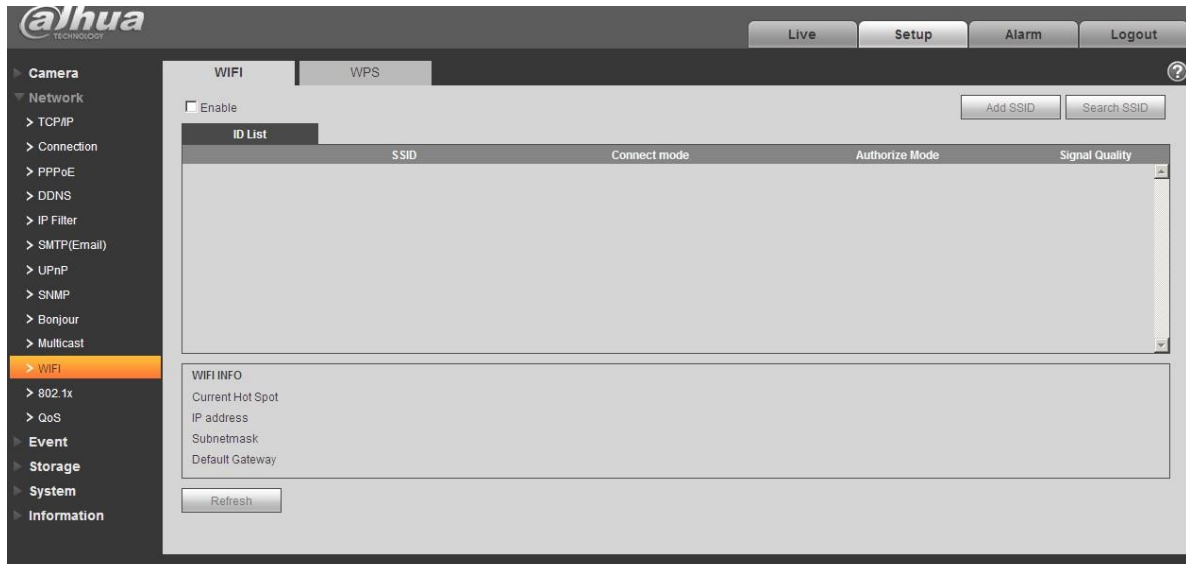 alhua
TECHNOLOGY
Live Setup Alarm Logout
Camera
Network
> TCP/IP
> Connection
> PPPoE
> DDNS
> IP Filter
> SMTP(Email)
> UPnP
> SNMP
> Bonjour
> Multicast
> WIFI
> 802.1x
> QoS
Event
Storage
System
Information
WIFI WPS
?
Enable Add SSID Search SSID
ID List
SSID Connect mode Authorize Mode Signal Quality
WIFI INFO
Current Hot Spot
IP address
Subnetmask
Default Gateway
Refresh